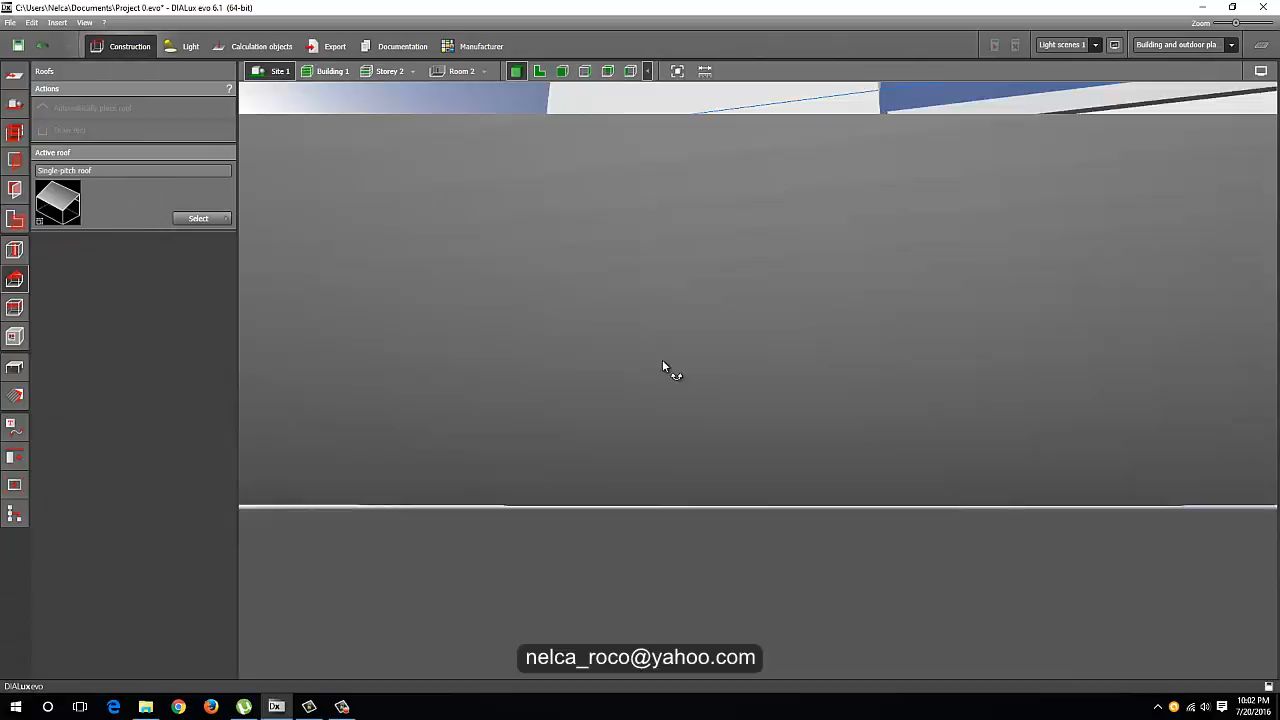 C:\Users\Nelca\Documents\Project 0.evo* - DIALux evo 6.1 (64-bit)
File Edit Insert View ?
Zoom
Construction Light Calculation objects Export Documentation Manufacturer
Light scenes 1 Building and outdoor pla
Roofs
Site 1 Building 1 Storey 2 Room 2
Actions ?
Automatically place roof
Active roof
Single-pitch roof
Select
nelca_roco@yahoo.com
DIALux evo
10:02 PM
7/20/2016